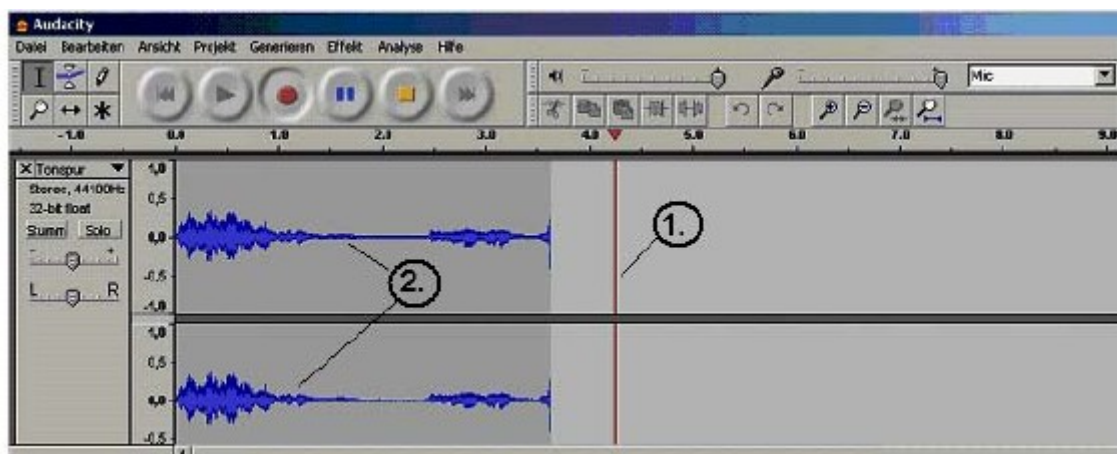 Audacity
Datei Bearbeiten Ansicht Projekt Generieren Effekt Analyse Hilfe
Mic
-1.0 0.0 1.0 2.0 3.0 4.0 5.0 6.0 7.0 8.0 9.0
X Tonspur
Stereo, 44100Hz
32-bit float
Stumm Solo
- +
L R
1,0
0,5
0,0
-0,5
-1,0
1.
2.
1,0
0,5
0,0
-0,5